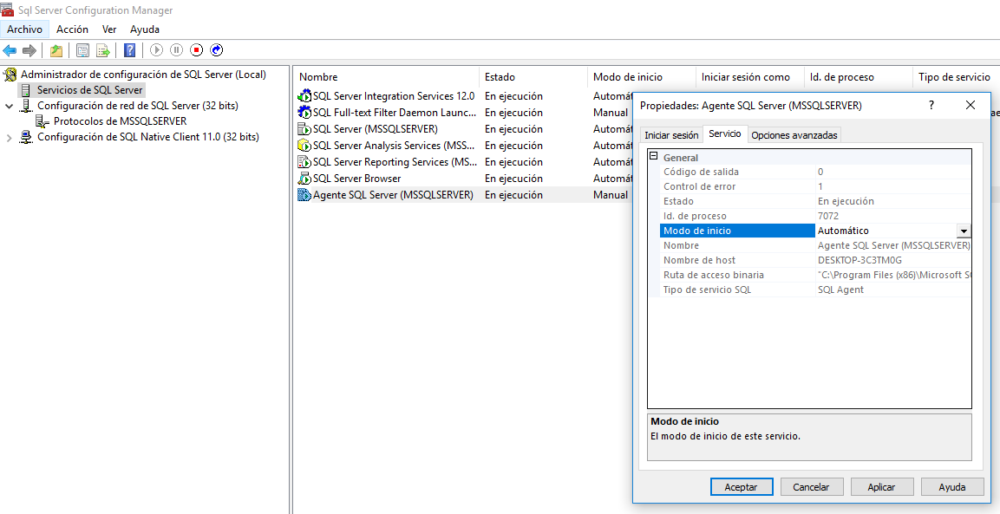 Sql Server Configuration Manager
Archivo Acción Ver Ayuda
Administrador de configuración de SQL Server (Local)
Servicios de SQL Server
Configuración de red de SQL Server (32 bits)
Protocolos de MSSQLSERVER
Configuración de SQL Native Client 11.0 (32 bits)
Nombre Estado Modo de inicio Iniciar sesión como Id. de proceso Tipo de servicio
SQL Server Integration Services 12.0 En ejecución Automá
SQL Full-text Filter Daemon Launc... En ejecución Manual
SQL Server (MSSQLSERVER) En ejecución Automá
SQL Server Analysis Services (MSS... En ejecución Automá
SQL Server Reporting Services (MS... En ejecución Automá
SQL Server Browser En ejecución Automá
Agente SQL Server (MSSQLSERVER) En ejecución Manual
Propiedades: Agente SQL Server (MSSQLSERVER) ?
Iniciar sesión Servicio Opciones avanzadas
General
Código de salida 0
Control de error 1
Estado En ejecución
Id. de proceso 7072
Modo de inicio Automático
Nombre Agente SQL Server (MSSQLSERVER)
Nombre de host DESKTOP-3C3TM0G
Ruta de acceso binaria "C:\Program Files (x86)\Microsoft S
Tipo de servicio SQL SQL Agent
Modo de inicio
El modo de inicio de este servicio.
Aceptar Cancelar Aplicar Ayuda